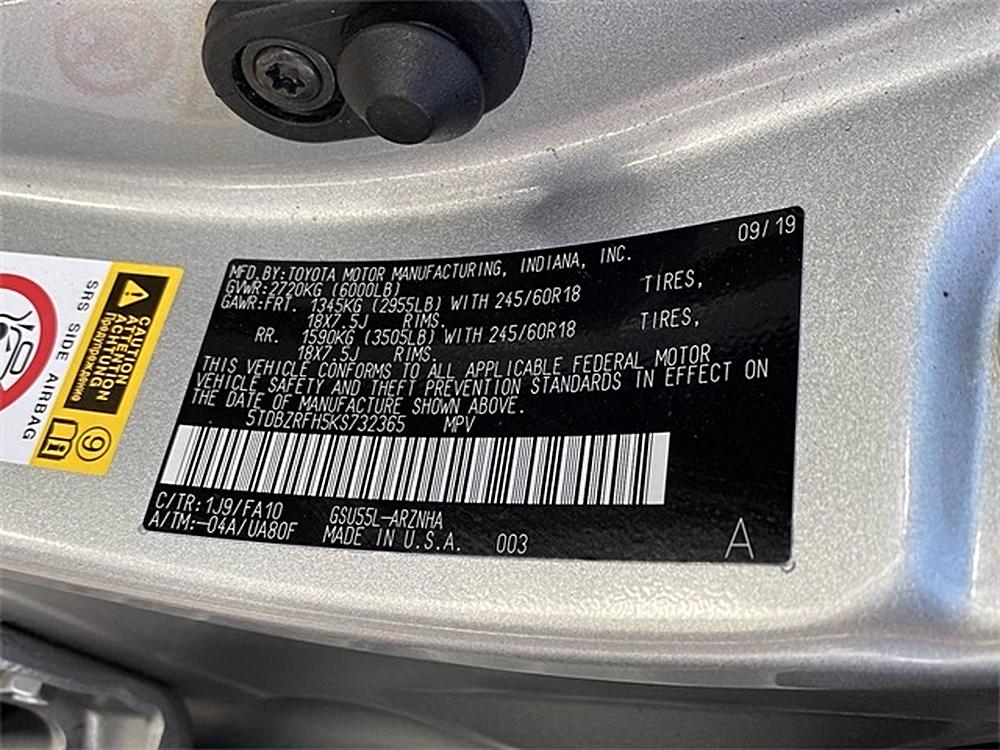 09/19
MFD.BY:TOYOTA MOTOR MANUFACTURING, INDIANA, INC.
GVWR:2720KG (6000LB)
GAWR:FRT. 1345KG (2955LB) WITH 245/60R18 TIRES,
18X7.5J RIMS.
RR. 1590KG (3505LB) WITH 245/60R18 TIRES,
18X7.5J RIMS.
THIS VEHICLE CONFORMS TO ALL APPLICABLE FEDERAL MOTOR
VEHICLE SAFETY AND THEFT PREVENTION STANDARDS IN EFFECT ON
THE DATE OF MANUFACTURE SHOWN ABOVE.
5TDBZRFH5KS732365 MPV
C/TR:1J9/FA10 GSU55L-ARZNHA
A/TM:-04A/UA80F MADE IN U.S.A. 003
A
SRS SIDE AIRBAG
CAUTION
ATTENTION
ACHTUNG
Предупреждение
9